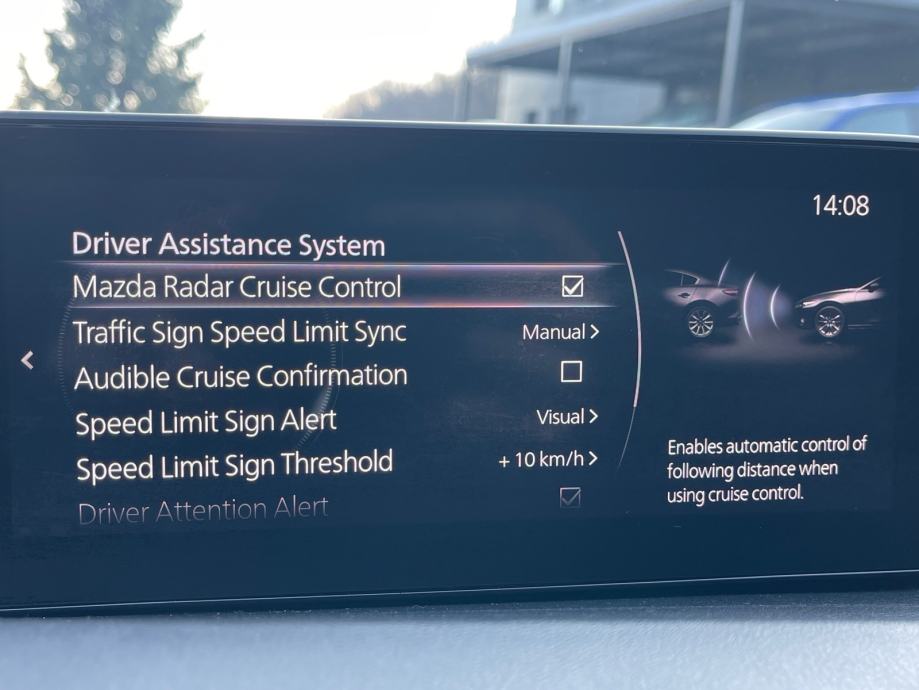 14:08
Driver Assistance System
Mazda Radar Cruise Control
Traffic Sign Speed Limit Sync Manual
Audible Cruise Confirmation
Speed Limit Sign Alert Visual
Speed Limit Sign Threshold + 10 km/h
Driver Attention Alert
Enables automatic control of
following distance when
using cruise control.